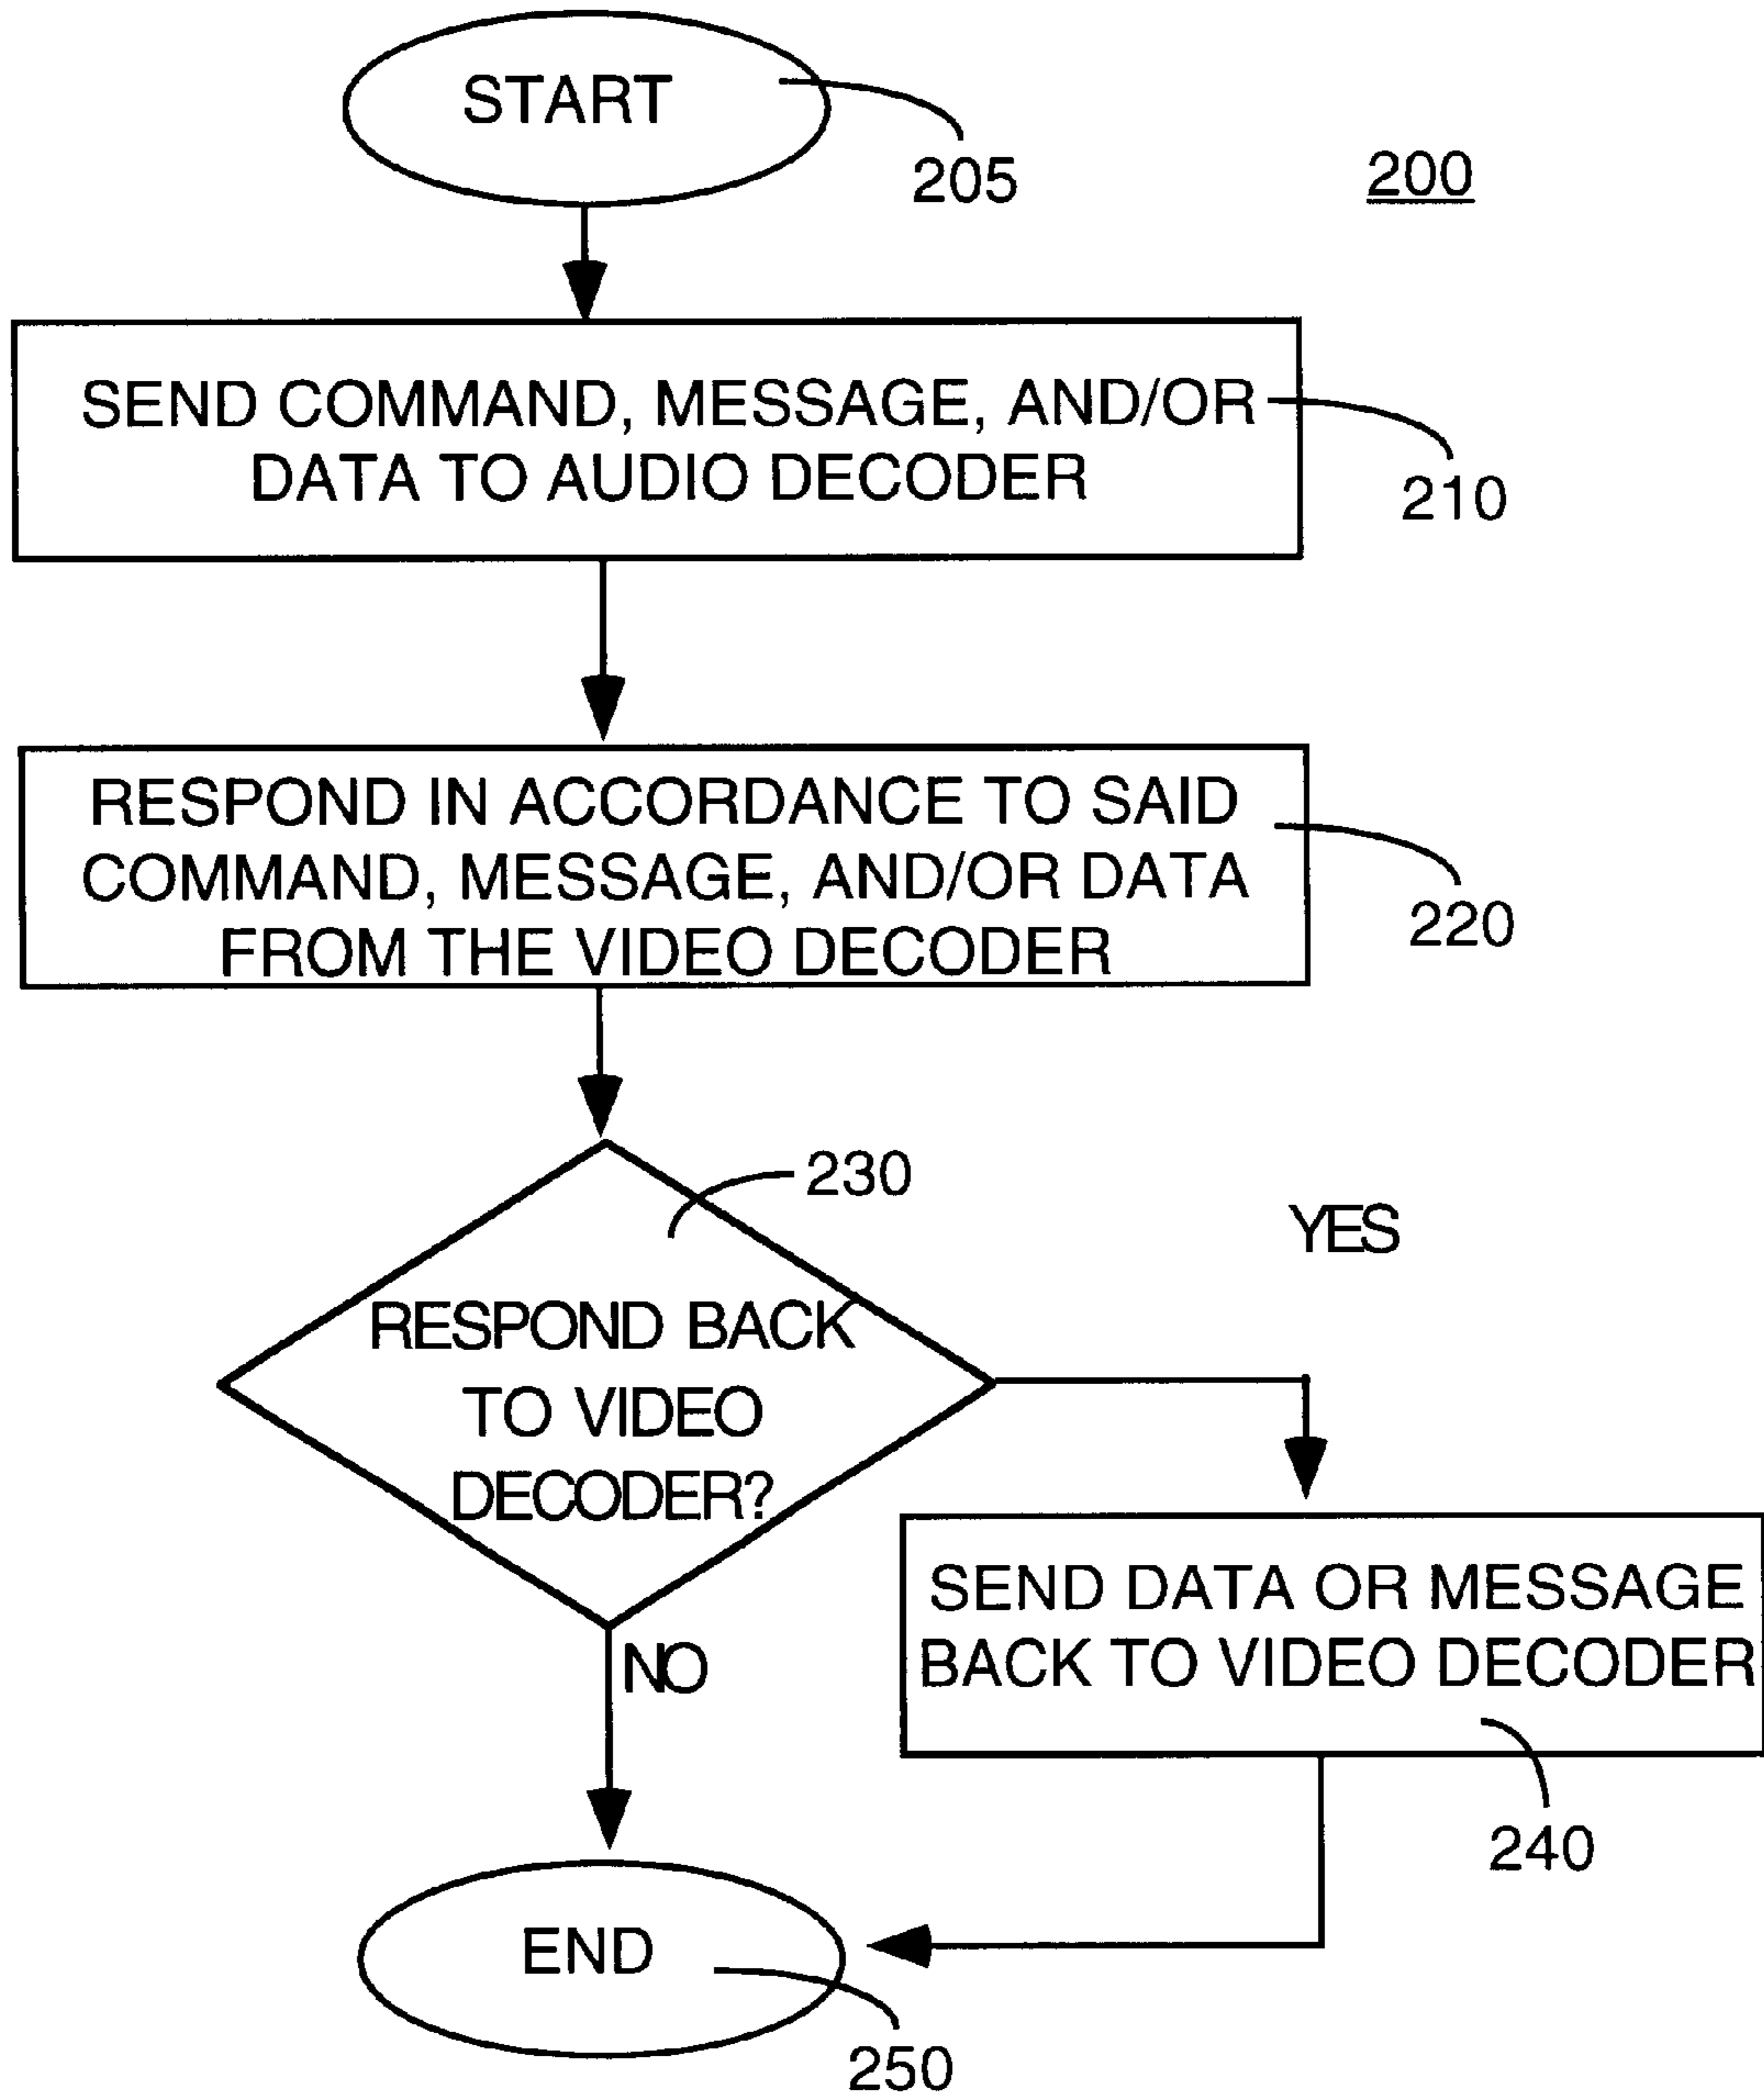 START
205
200
SEND COMMAND, MESSAGE, AND/OR
DATA TO AUDIO DECODER
210
RESPOND IN ACCORDANCE TO SAID
COMMAND, MESSAGE, AND/OR DATA
FROM THE VIDEO DECODER
220
230
YES
RESPOND BACK
TO VIDEO
DECODER?
SEND DATA OR MESSAGE
BACK TO VIDEO DECODER
NO
240
END
250